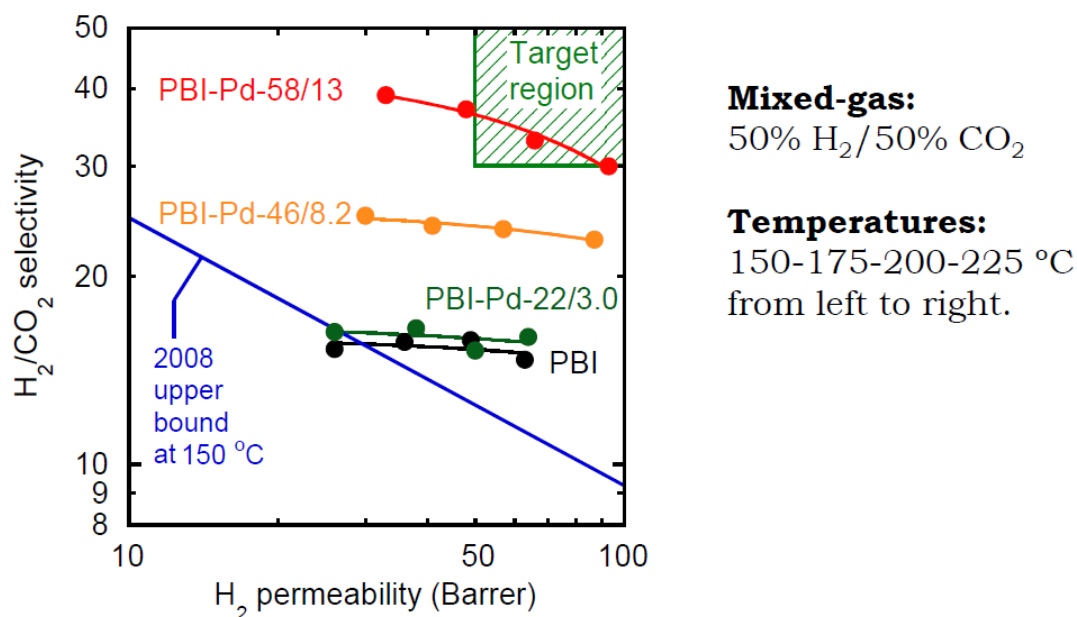 50
40
30
20
10
9
8
10
50
100
H₂/CO₂ selectivity
H₂ permeability (Barrer)
PBI-Pd-58/13
Target
region
PBI-Pd-46/8.2
PBI-Pd-22/3.0
PBI
2008
upper
bound
at 150 °C
Mixed-gas:
50% H₂/50% CO₂
Temperatures:
150-175-200-225 ºC
from left to right.